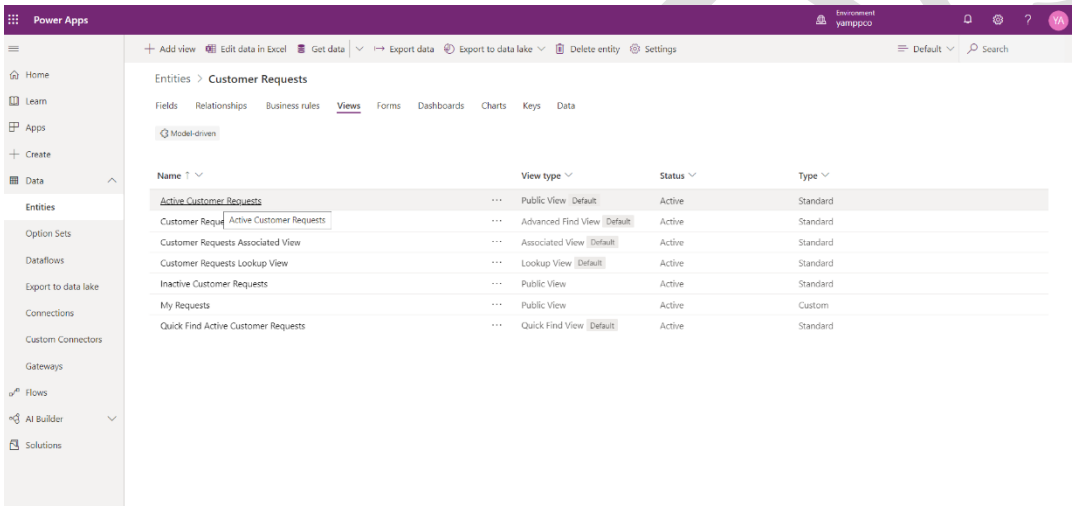 Power Apps
Environment
yamppco
YA
Add view Edit data in Excel Get data Export data Export to data lake Delete entity Settings Default Search
Home
Learn
Apps
Create
Data
Entities
Option Sets
Dataflows
Export to data lake
Connections
Custom Connectors
Gateways
Flows
AI Builder
Solutions
Entities > Customer Requests
Fields Relationships Business rules Views Forms Dashboards Charts Keys Data
Model-driven
Name ↑ View type Status Type
Active Customer Requests ... Public View Default Active Standard
Customer Reque ... Advanced Find View Default Active Standard
Active Customer Requests
Customer Requests Associated View ... Associated View Default Active Standard
Customer Requests Lookup View ... Lookup View Default Active Standard
Inactive Customer Requests ... Public View Active Standard
My Requests ... Public View Active Custom
Quick Find Active Customer Requests ... Quick Find View Default Active Standard